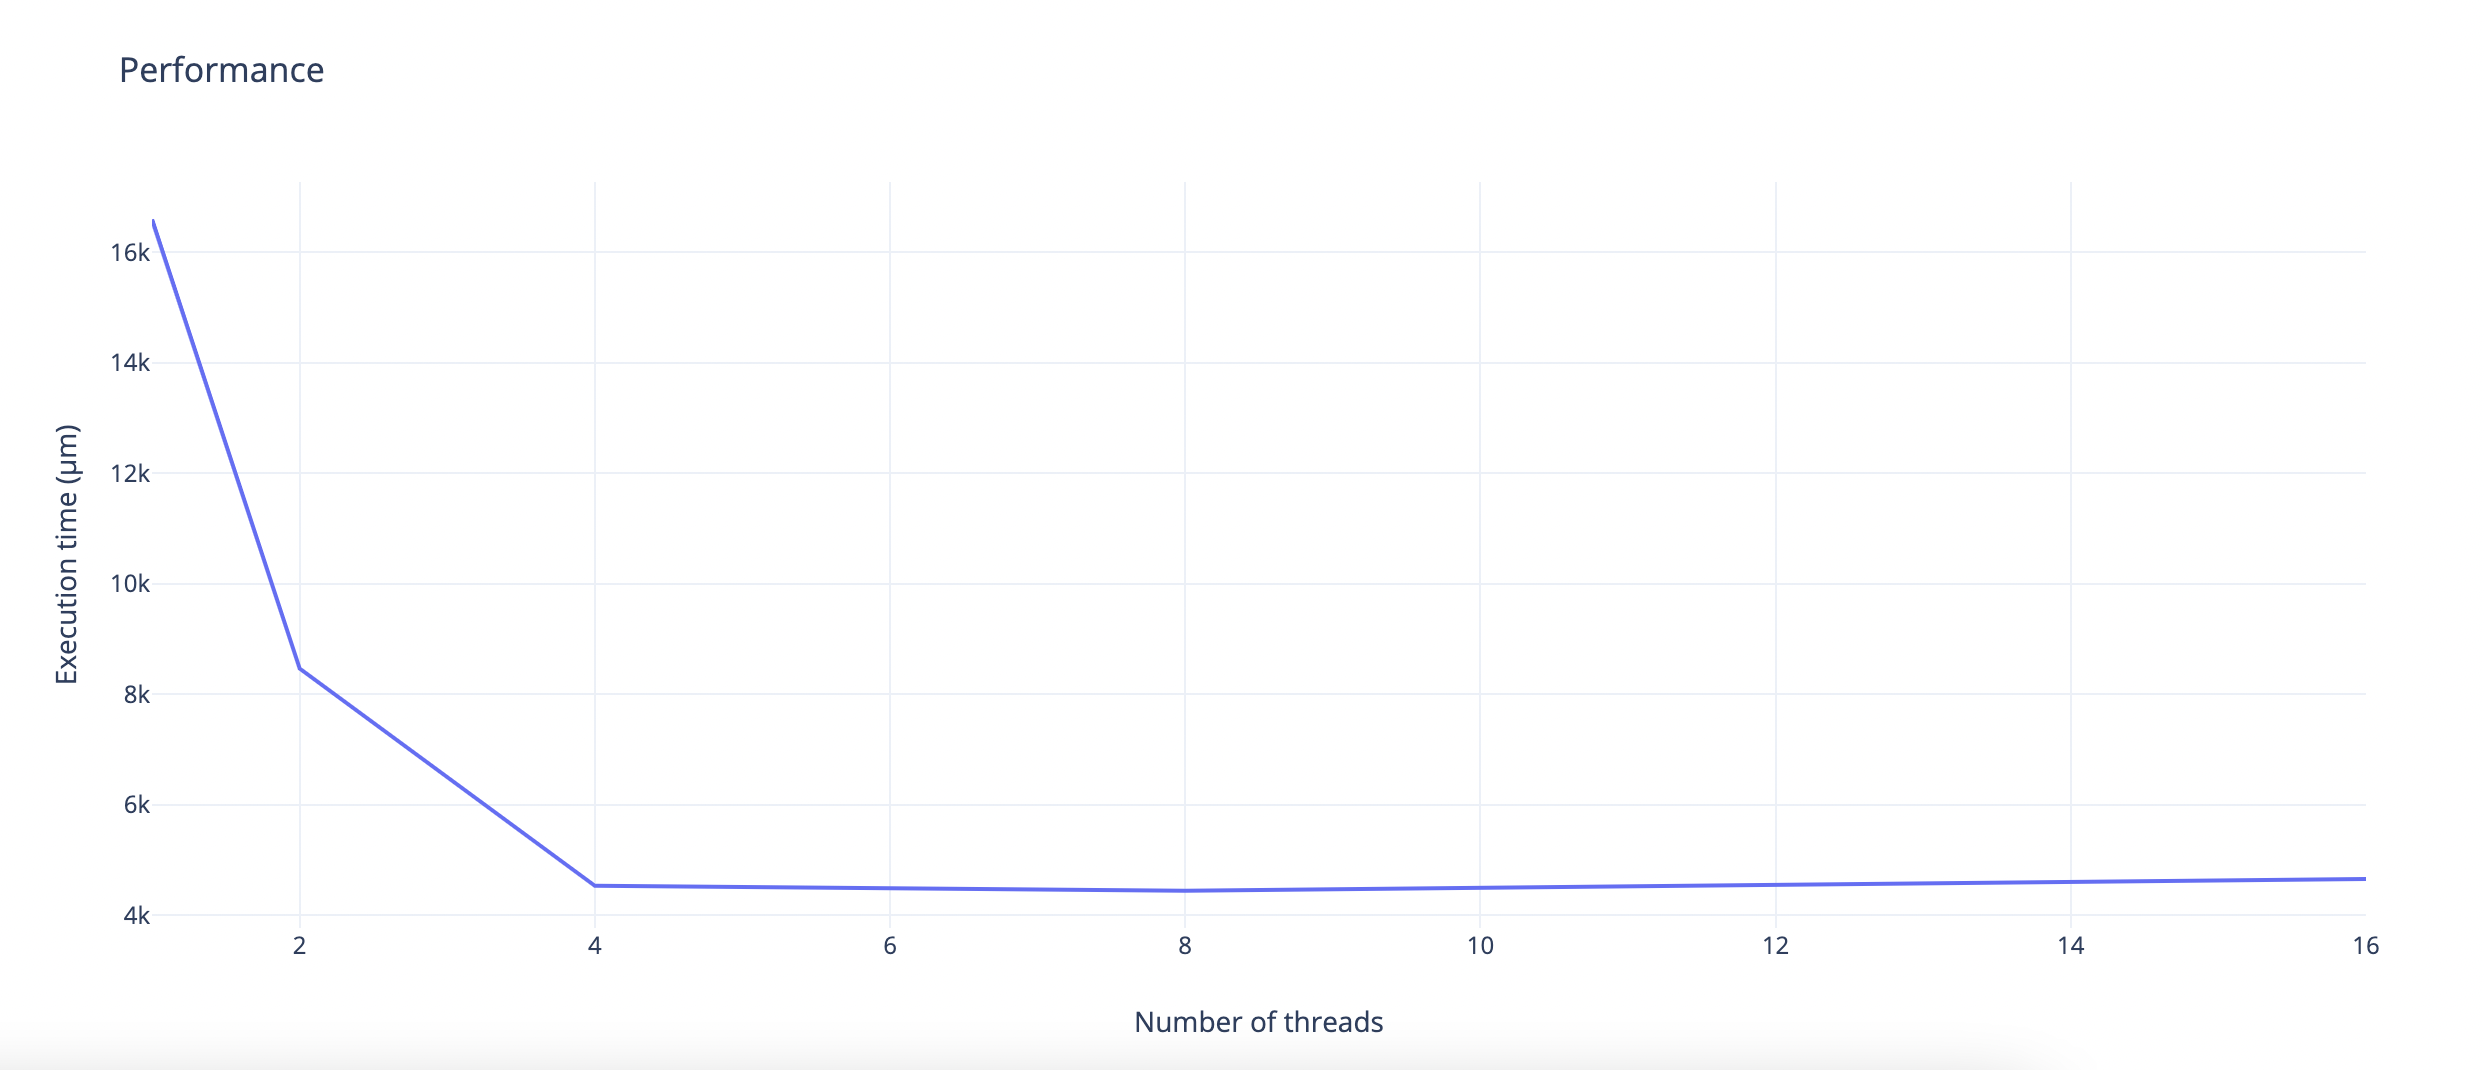 Performance
16k
14k
12k
10k
8k
6k
4k
Execution time (μm)
2 4 6 8 10 12 14 16
Number of threads